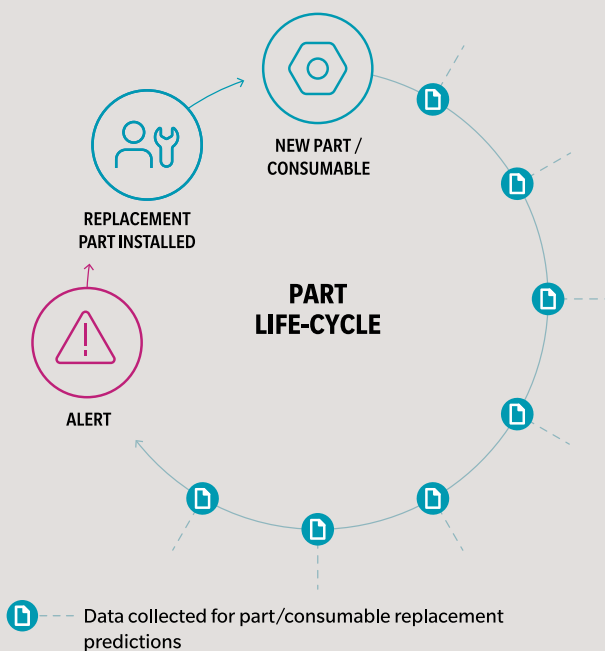 NEW PART /
CONSUMABLE
REPLACEMENT
PART INSTALLED
PART
LIFE-CYCLE
ALERT
Data collected for part/consumable replacement
predictions